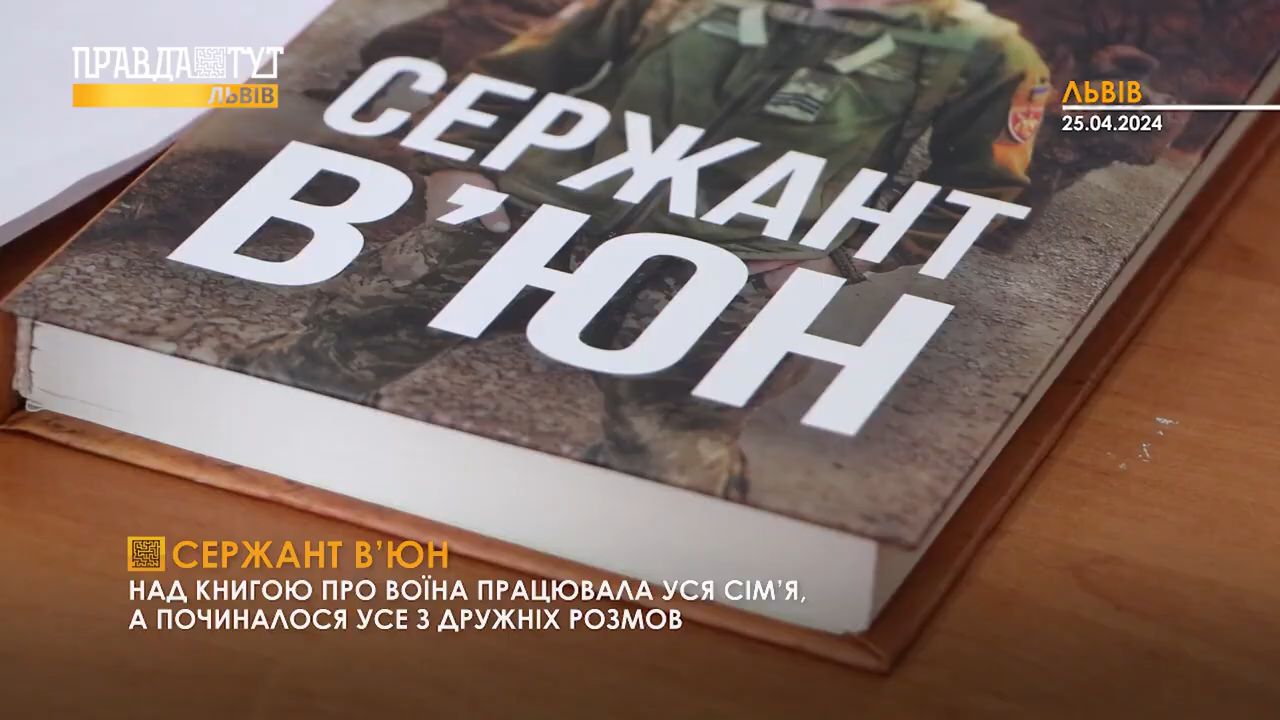 ПРАВДА ТУТ
ЛЬВІВ
ЛЬВІВ
25.04.2024
СЕРЖАНТ
В’ЮН
СЕРЖАНТ В’ЮН
НАД КНИГОЮ ПРО ВОЇНА ПРАЦЮВАЛА УСЯ СІМ’Я,
А ПОЧИНАЛОСЯ УСЕ З ДРУЖНІХ РОЗМОВ